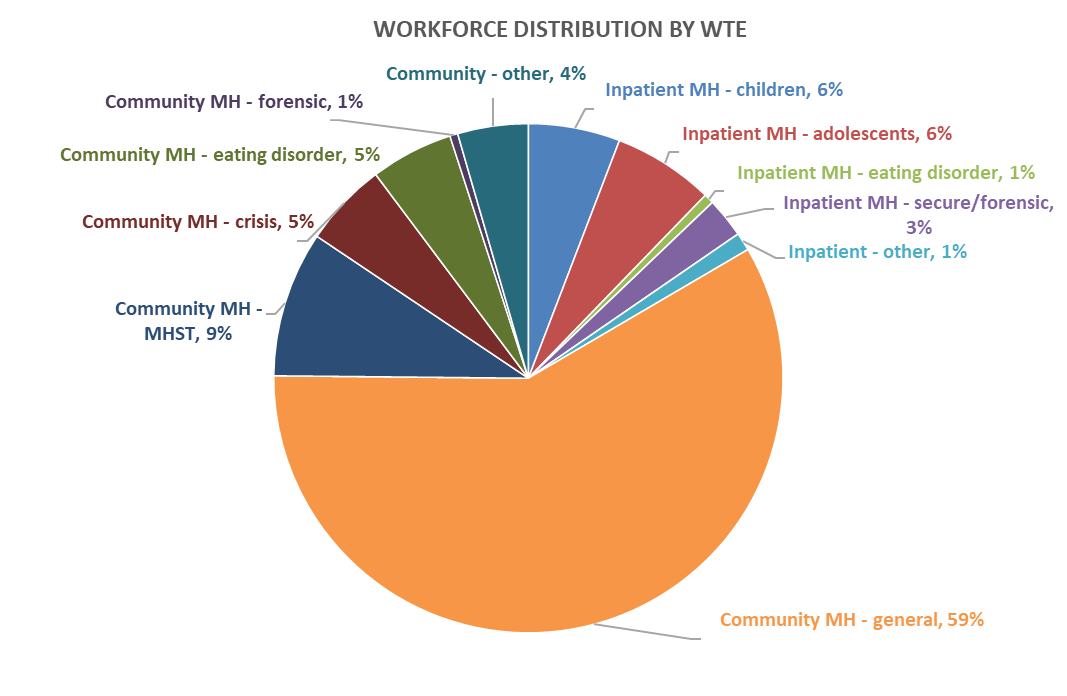 WORKFORCE DISTRIBUTION BY WTE
Community - other, 4%
Inpatient MH - children, 6%
Community MH - forensic, 1%
Inpatient MH - adolescents, 6%
Community MH - eating disorder, 5%
Inpatient MH - eating disorder, 1%
Inpatient MH - secure/forensic,
3%
Community MH - crisis, 5%
Inpatient - other, 1%
Community MH -
MHST, 9%
Community MH - general, 59%